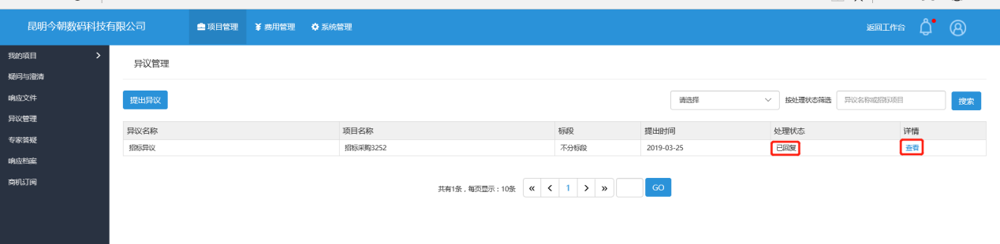 昆明今朝数码科技有限公司 项目管理 ¥ 费用管理 系统管理 返回工作台
我的项目
疑问与澄清
响应文件
异议管理
专家答疑
响应档案
商机订阅
异议管理
提出异议 请选择 按处理状态筛选 异议名称或招标项目 搜索
异议名称 项目名称 标段 提出时间 处理状态 详情
招标异议 招标采购3252 不分标段 2019-03-25 已回复 查看
共有1条，每页显示：10条 « < 1 > » GO